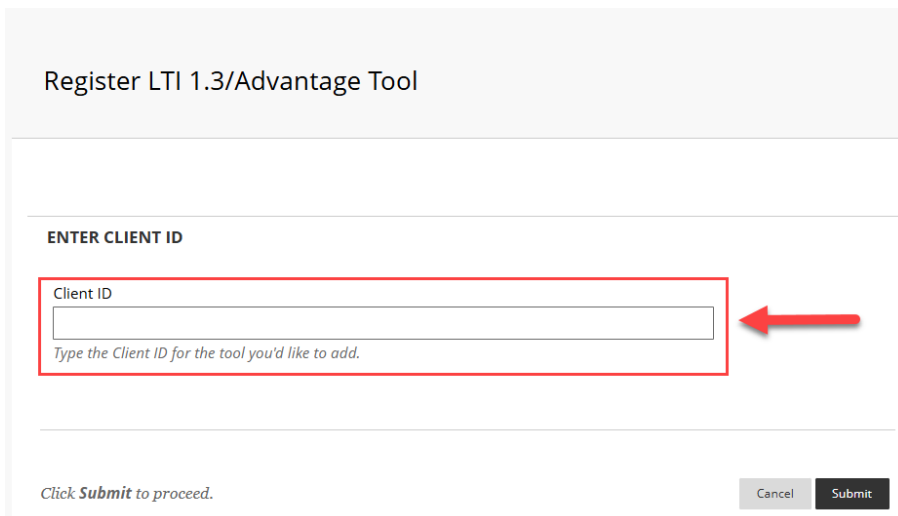 Register LTI 1.3/Advantage Tool
ENTER CLIENT ID
Client ID
Type the Client ID for the tool you'd like to add.
Click Submit to proceed.
Cancel
Submit